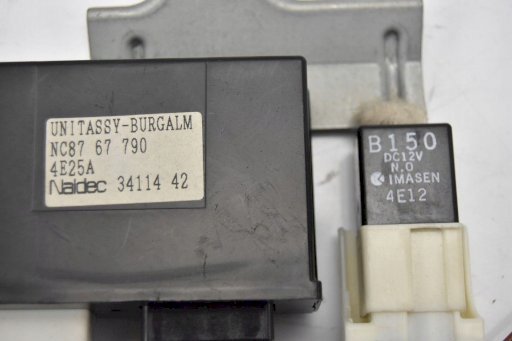 UNITASSY-BURGALM
NC87 67 790
4E25A
Naldec 34114 42
B150
DC12V
N.O
IMASEN
4E12